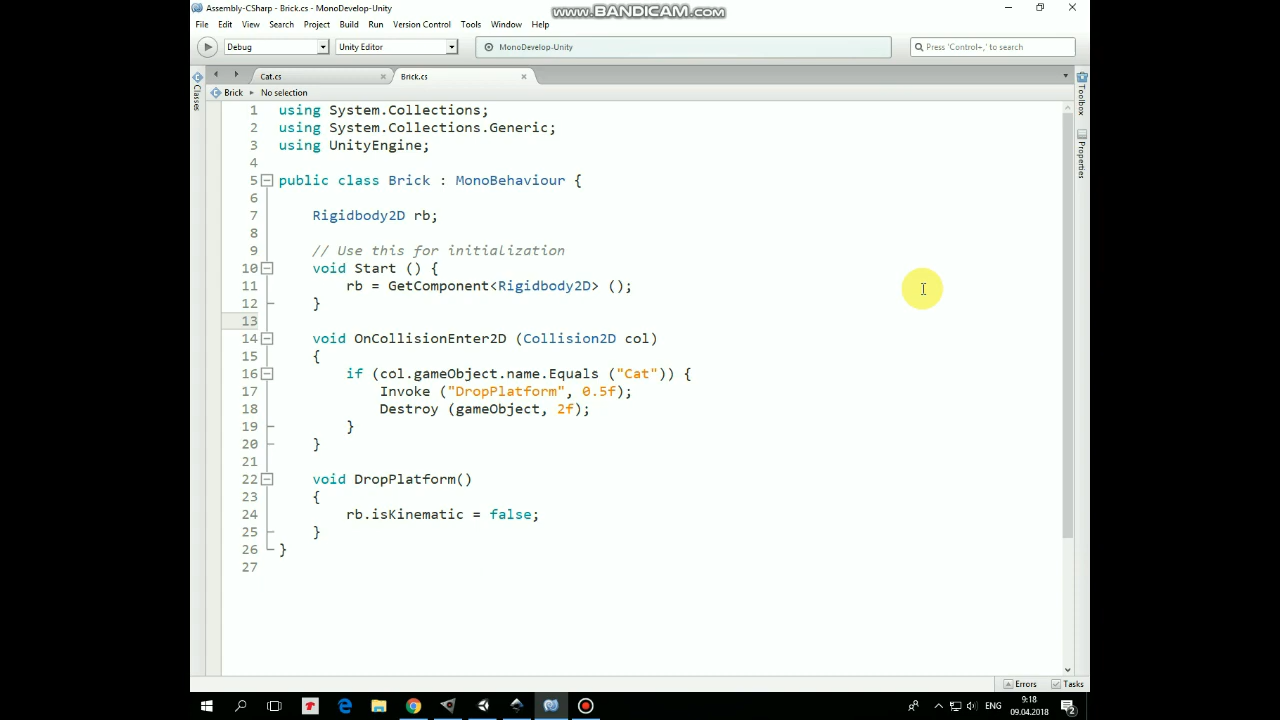 Assembly-CSharp - Brick.cs - MonoDevelop-Unity
www.BANDICAM.com
File Edit View Search Project Build Run Version Control Tools Window Help
Debug Unity Editor MonoDevelop-Unity Press 'Control+,' to search
Cat.cs Brick.cs
Brick No selection
Classes
Toolbox
Properties
1 using System.Collections;
2 using System.Collections.Generic;
3 using UnityEngine;
4
5 public class Brick : MonoBehaviour {
6
7 Rigidbody2D rb;
8
9 // Use this for initialization
10 void Start () {
11 rb = GetComponent<Rigidbody2D> ();
12 }
13
14 void OnCollisionEnter2D (Collision2D col)
15 {
16 if (col.gameObject.name.Equals ("Cat")) {
17 Invoke ("DropPlatform", 0.5f);
18 Destroy (gameObject, 2f);
19 }
20 }
21
22 void DropPlatform()
23 {
24 rb.isKinematic = false;
25 }
26 }
27
Errors Tasks
ENG 9:18
09.04.2018
2